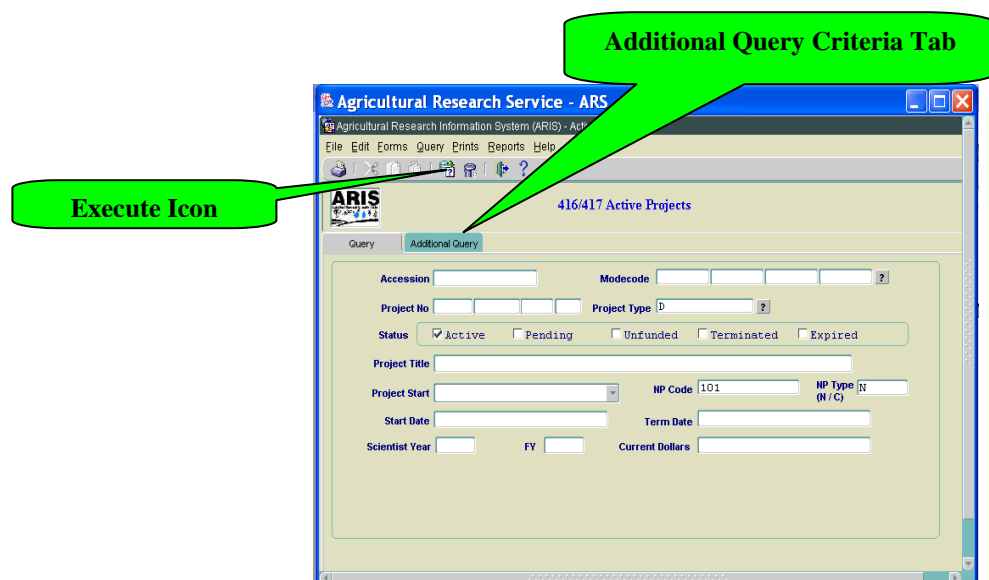 Additional Query Criteria Tab
Agricultural Research Service - ARS
Agricultural Research Information System (ARIS) - Acti
File Edit Forms Query Prints Reports Help
?
Execute Icon
ARIS
416/417 Active Projects
Query Additional Query
Accession Modecode ?
Project No Project Type D ?
Status Active Pending Unfunded Terminated Expired
Project Title
Project Start NP Code 101 NP Type N
(N / C)
Start Date Term Date
Scientist Year FY Current Dollars